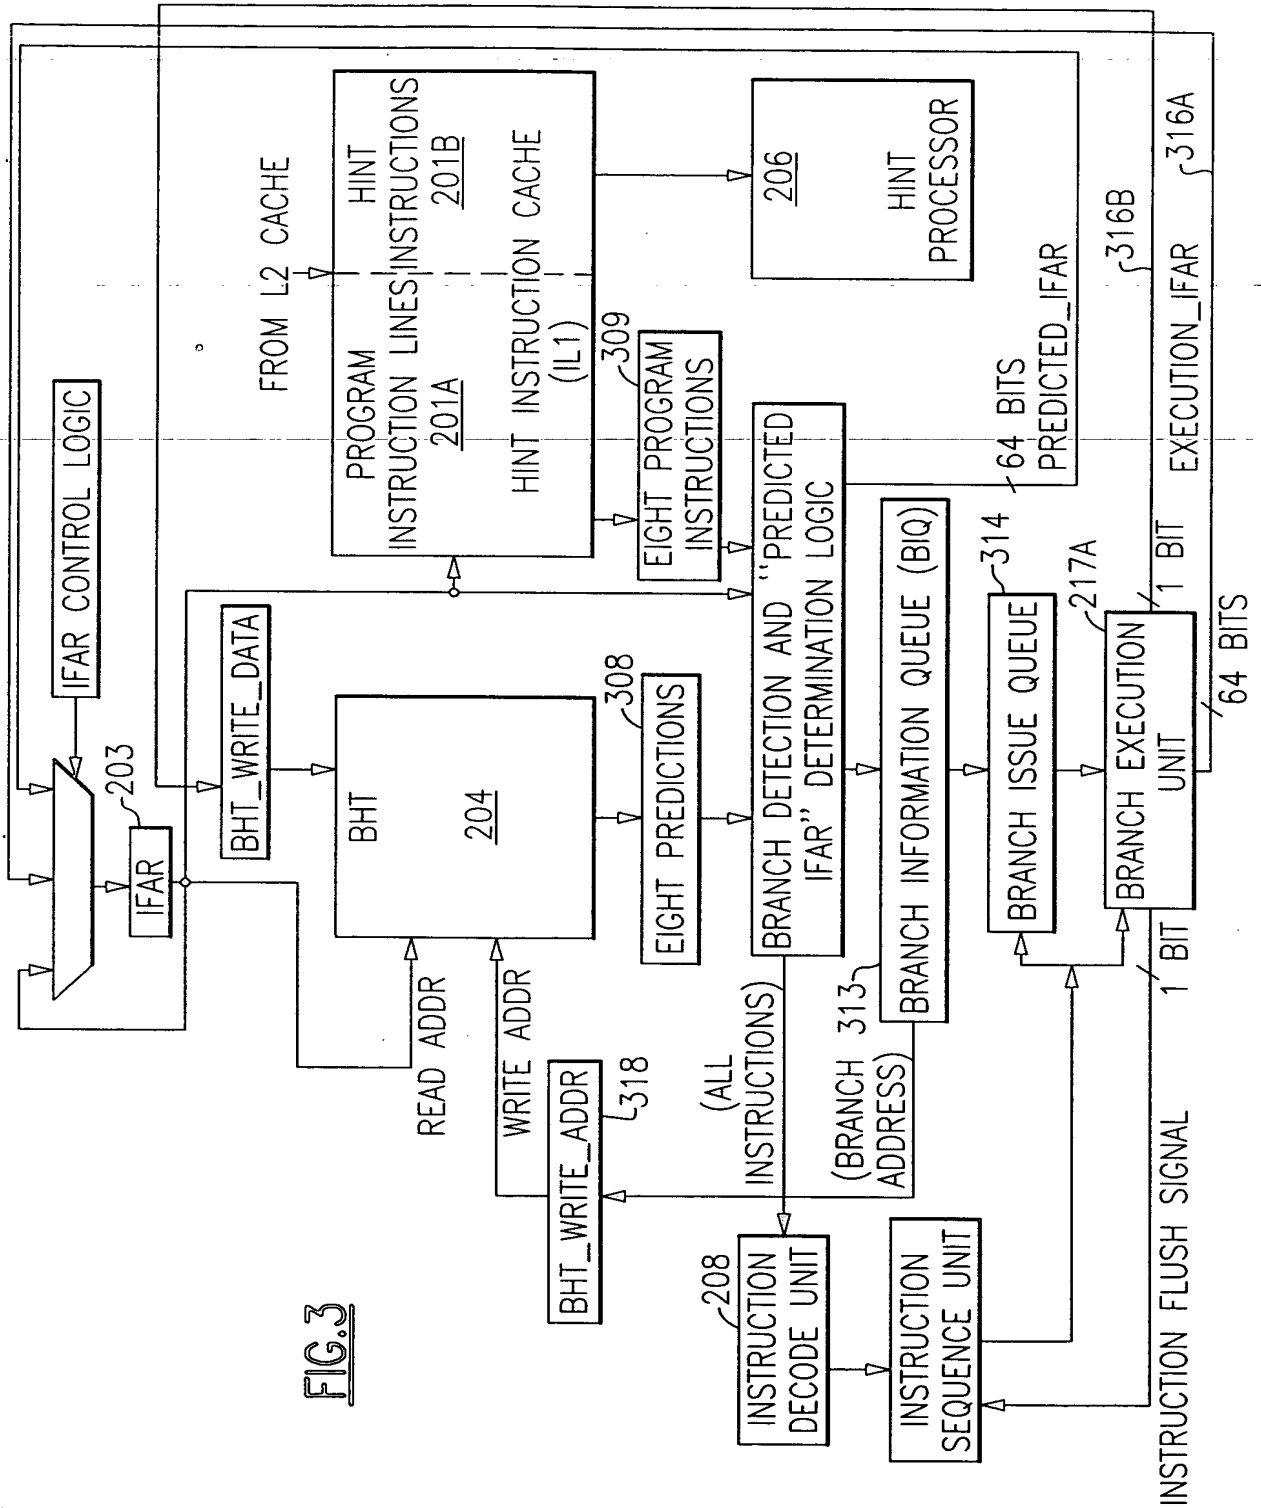 IFAR CONTROL LOGIC
203
IFAR
BHT_WRITE_DATA
FROM L2 CACHE
PROGRAM
INSTRUCTION LINES
201A
HINT
INSTRUCTIONS
201B
HINT INSTRUCTION CACHE
(IL1)
BHT
204
READ ADDR
WRITE ADDR
BHT_WRITE_ADDR
318
308
EIGHT PREDICTIONS
309
EIGHT PROGRAM
INSTRUCTIONS
206
HINT
PROCESSOR
BRANCH DETECTION AND "PREDICTED
IFAR" DETERMINATION LOGIC
(ALL
INSTRUCTIONS)
64 BITS
PREDICTED_IFAR
313
BRANCH INFORMATION QUEUE (BIQ)
(BRANCH
ADDRESS)
208
INSTRUCTION
DECODE UNIT
INSTRUCTION
SEQUENCE UNIT
314
BRANCH ISSUE QUEUE
217A
BRANCH EXECUTION
UNIT
1 BIT
316B
EXECUTION_IFAR
316A
64 BITS
1 BIT
INSTRUCTION FLUSH SIGNAL
FIG.3